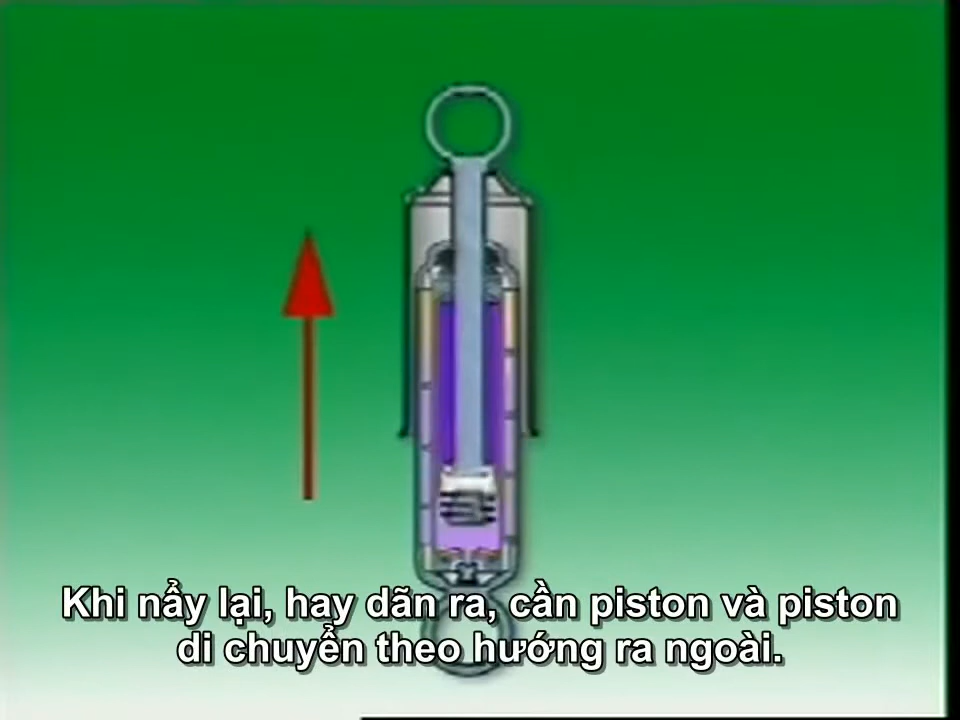 Khi nẩy lại, hay dãn ra, cần piston và piston
di chuyển theo hướng ra ngoài.